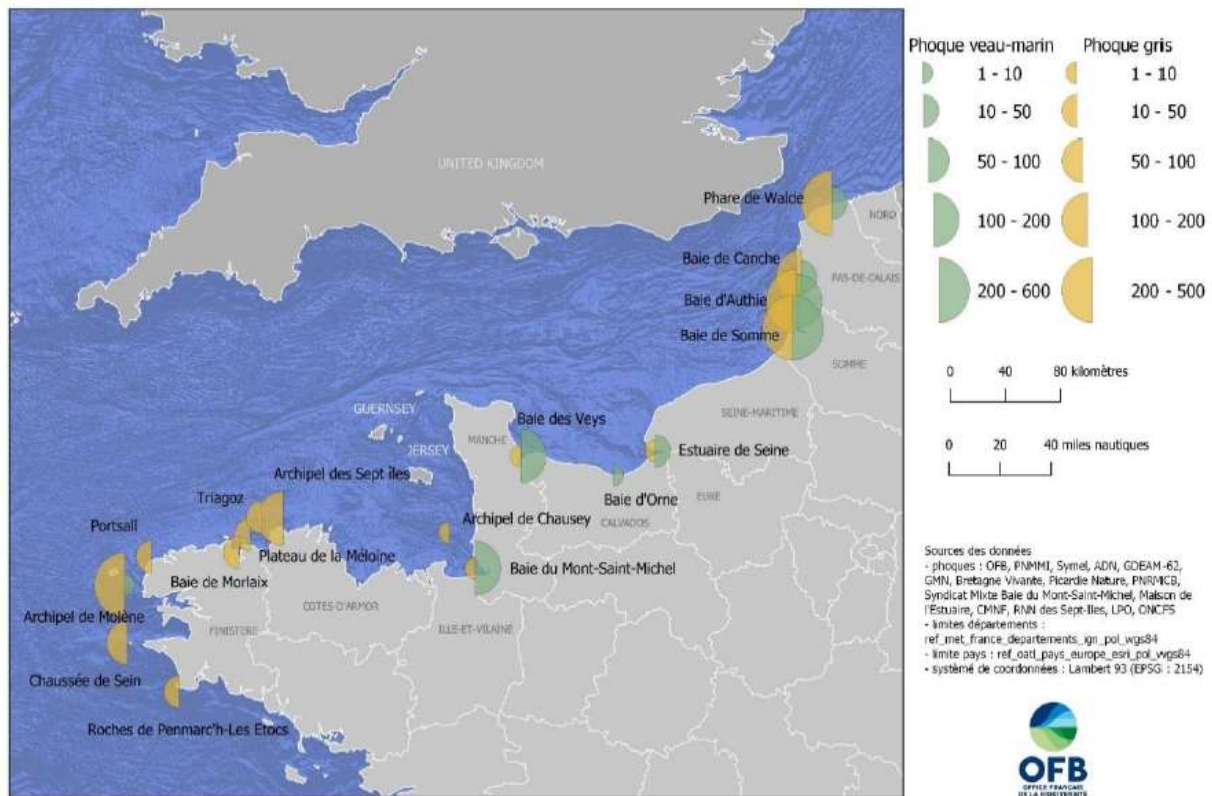 Phoque veau-marin
Phoque gris
1 - 10
1 - 10
10 - 50
10 - 50
50 - 100
50 - 100
100 - 200
100 - 200
200 - 600
200 - 500
0 40 80 kilomètres
0 20 40 miles nautiques
UNITED KINGDOM
Phare de Walde
NORD
Baie de Canche
PAS-DE-CALAIS
Baie d'Authie
Baie de Somme
SOMME
GUERNSEY
SEINE-MARITIME
Baie des Veys
MANCHE
JERSEY
Estuaire de Seine
Archipel des Sept îles
Baie d'Orne
EURE
Triagoz
Archipel de Chausey
CALVADOS
Portsall
Plateau de la Méloine
Baie du Mont-Saint-Michel
Baie de Morlaix
COTES-D'ARMOR
Archipel de Molène
FINISTERE
ILLE-ET-VILAINE
Chaussée de Sein
Roches de Penmarc'h-Les Etocs
Sources des données
- phoques : OFB, PNMMI, Symel, ADN, GDEAM-62,
GMN, Bretagne Vivante, Picardie Nature, PNRMCB,
Syndicat Mixte Baie du Mont-Saint-Michel, Maison de
l'Estuaire, CMNF, RNN des Sept-Iles, LPO, ONCFS
- limites départements :
ref_met_france_departements_ign_pol_wgs84
- limite pays : ref_oatl_pays_europe_esri_pol_wgs84
- systémé de coordonnées : Lambert 93 (EPSG : 2154)
OFB
OFFICE FRANÇAIS
DE LA BIODIVERSITÉ